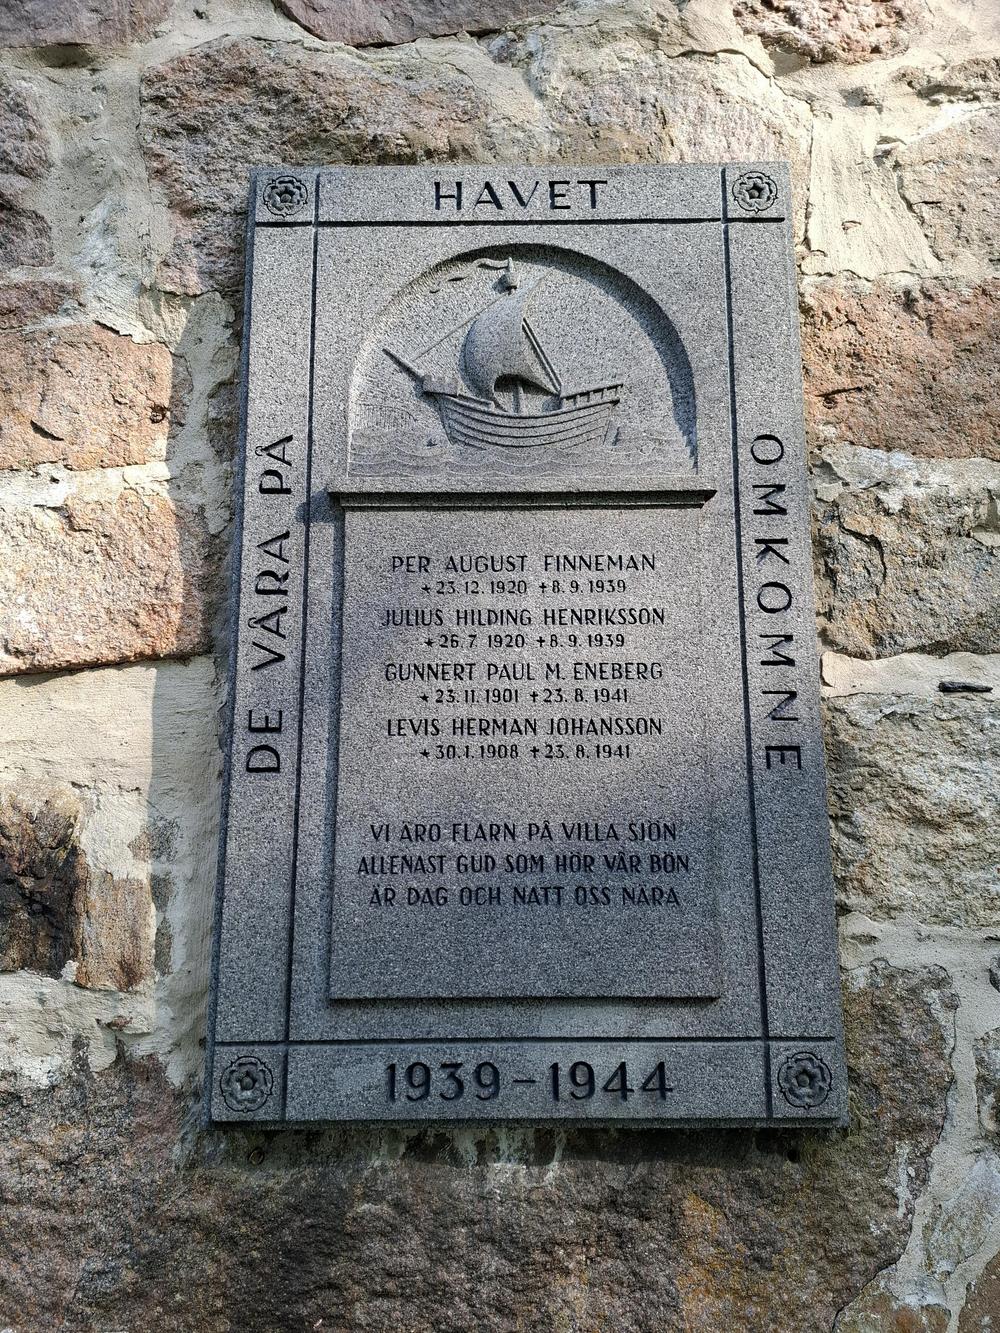 DE VÅRA PÅ
HAVET
OMKOMNE
PER AUGUST FINNEMAN
★23.12.1920 ✝8.9.1939
JULIUS HILDING HENRIKSSON
★26.7 1920 ✝8.9.1939
GUNNERT PAUL M. ENEBERG
★23.11.1901 ✝23.8.1941
LEVIS HERMAN JOHANSSON
★30.1.1908 ✝23.8.1941
VI ÄRO FLARN PÅ VILLA SJÖN
ALLENAST GUD SOM HÖR VÅR BÖN
ÄR DAG OCH NATT OSS NÄRA
1939-1944